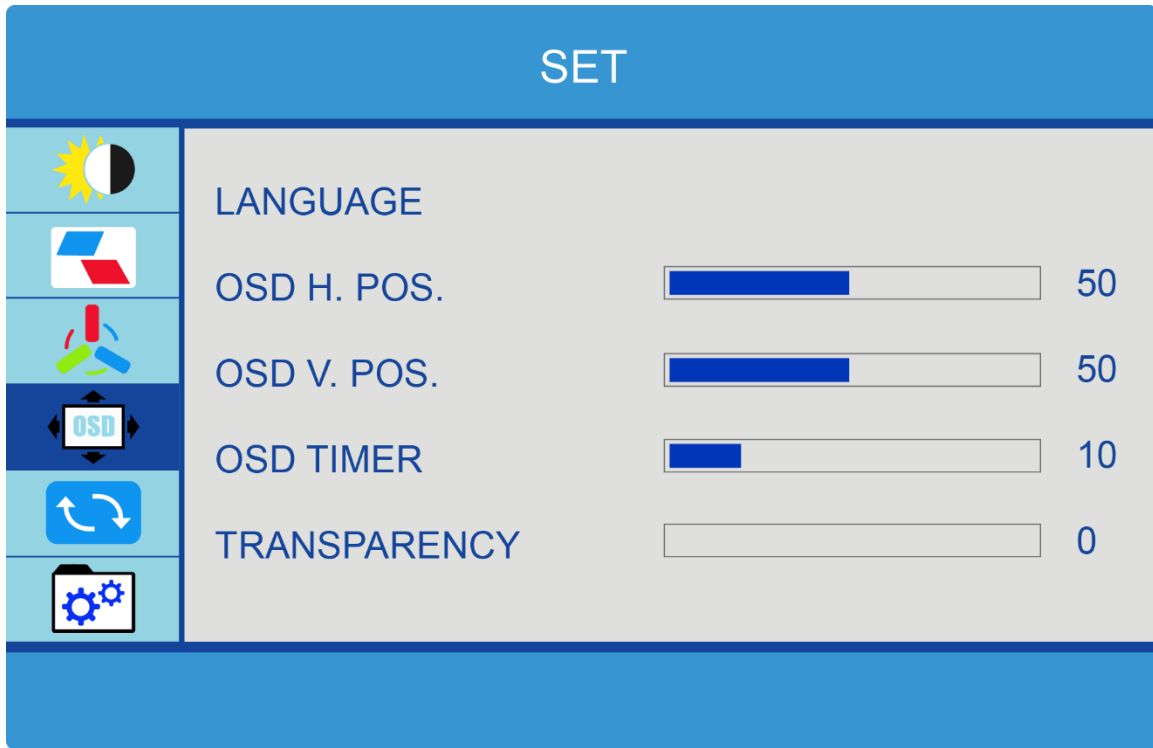 SET
LANGUAGE
OSD H. POS. 50
OSD V. POS. 50
OSD
OSD TIMER 10
TRANSPARENCY 0